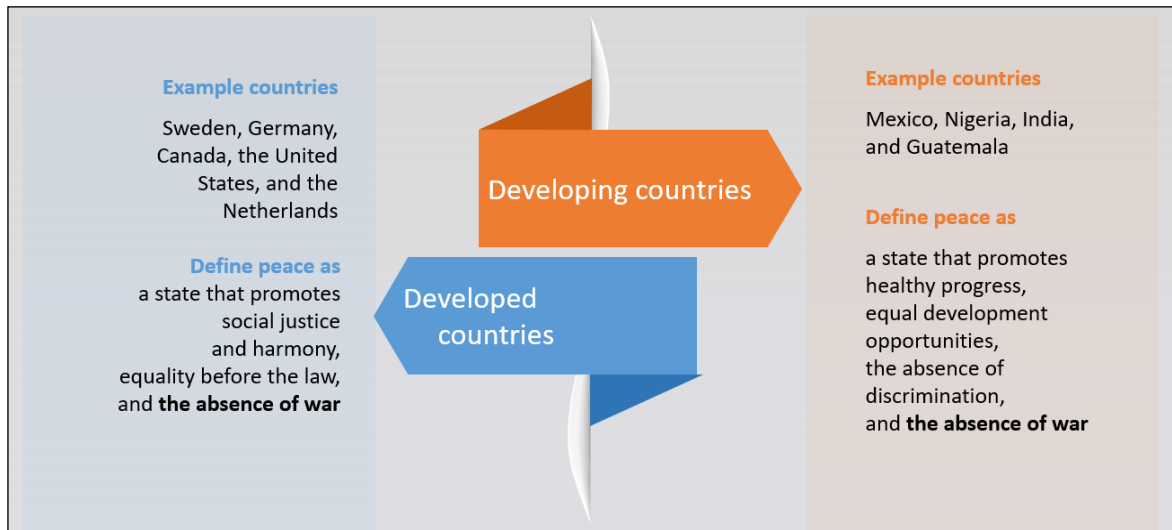 Example countries
Sweden, Germany,
Canada, the United
States, and the
Netherlands
Define peace as
a state that promotes
social justice
and harmony,
equality before the law,
and the absence of war
Developing countries
Developed
countries
Example countries
Mexico, Nigeria, India,
and Guatemala
Define peace as
a state that promotes
healthy progress,
equal development
opportunities,
the absence of
discrimination,
and the absence of war